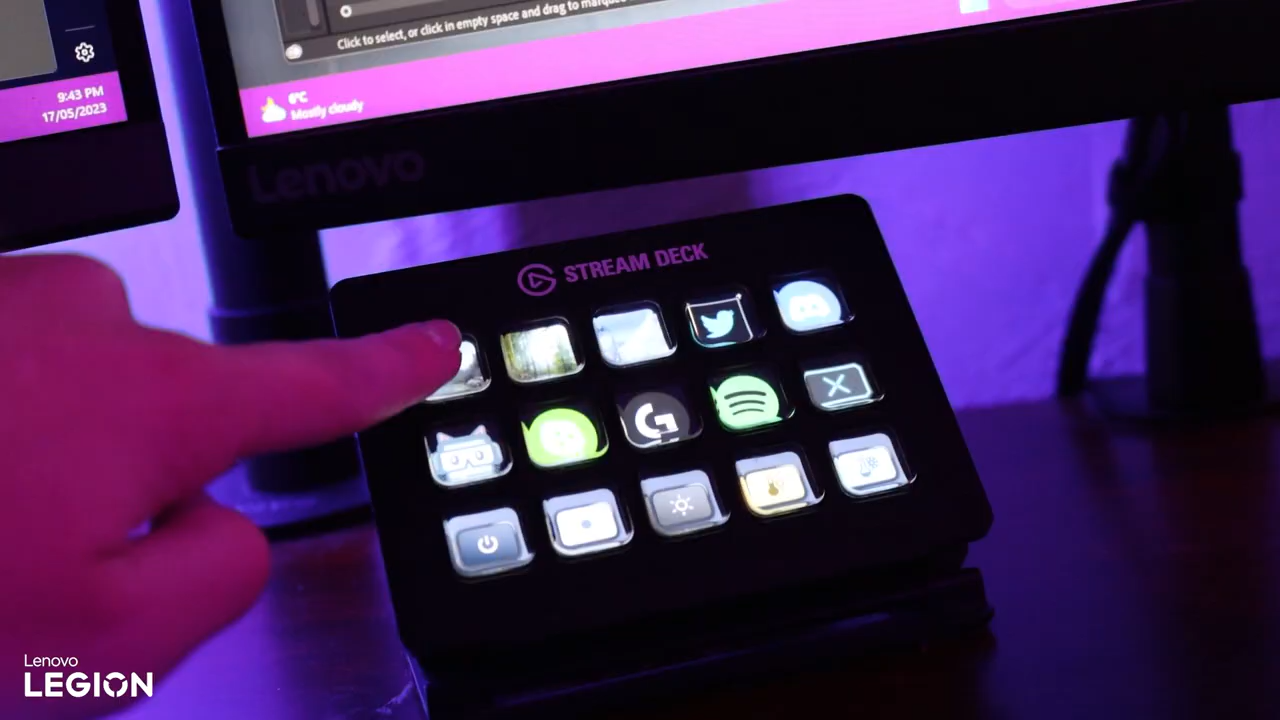 Click to select, or click in empty space and drag to marquee
9:43 PM
17/05/2023
6°C
Mostly cloudy
Lenovo
STREAM DECK
Lenovo
LEGION